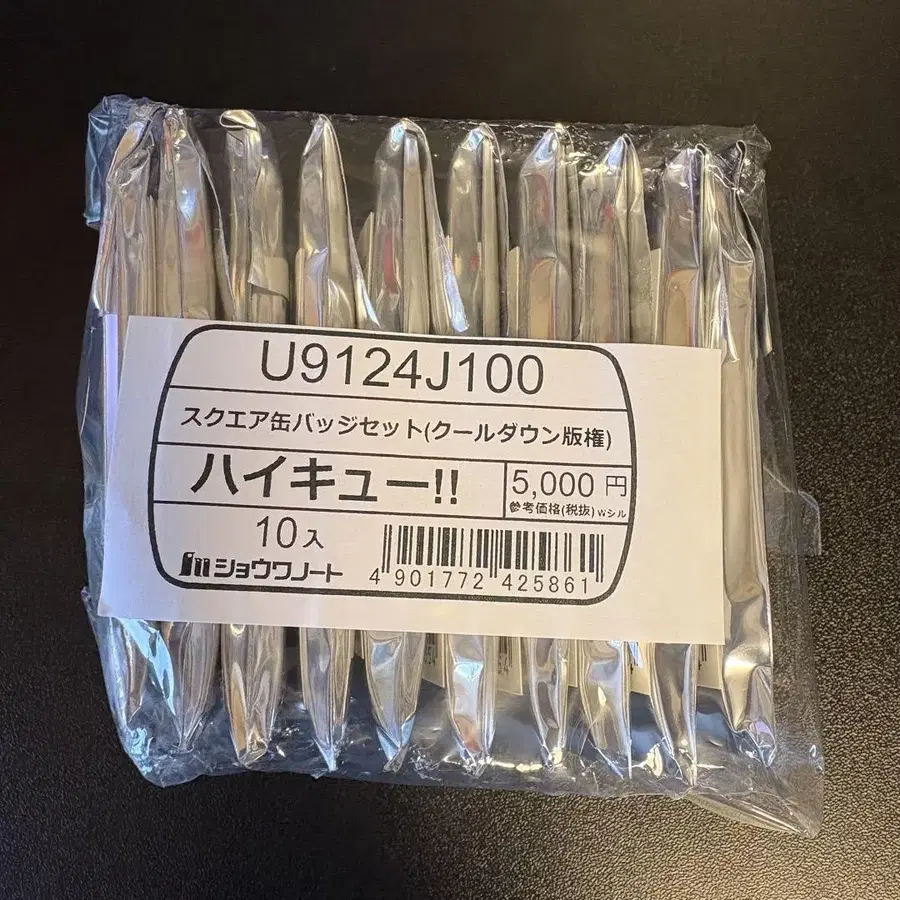 U9124J100
スクエア缶バッジセット(クールダウン版権)
ハイキュー!!
5,000 円
参考価格(税抜) Wシル
10入
ショウワノート
4 901772 425861